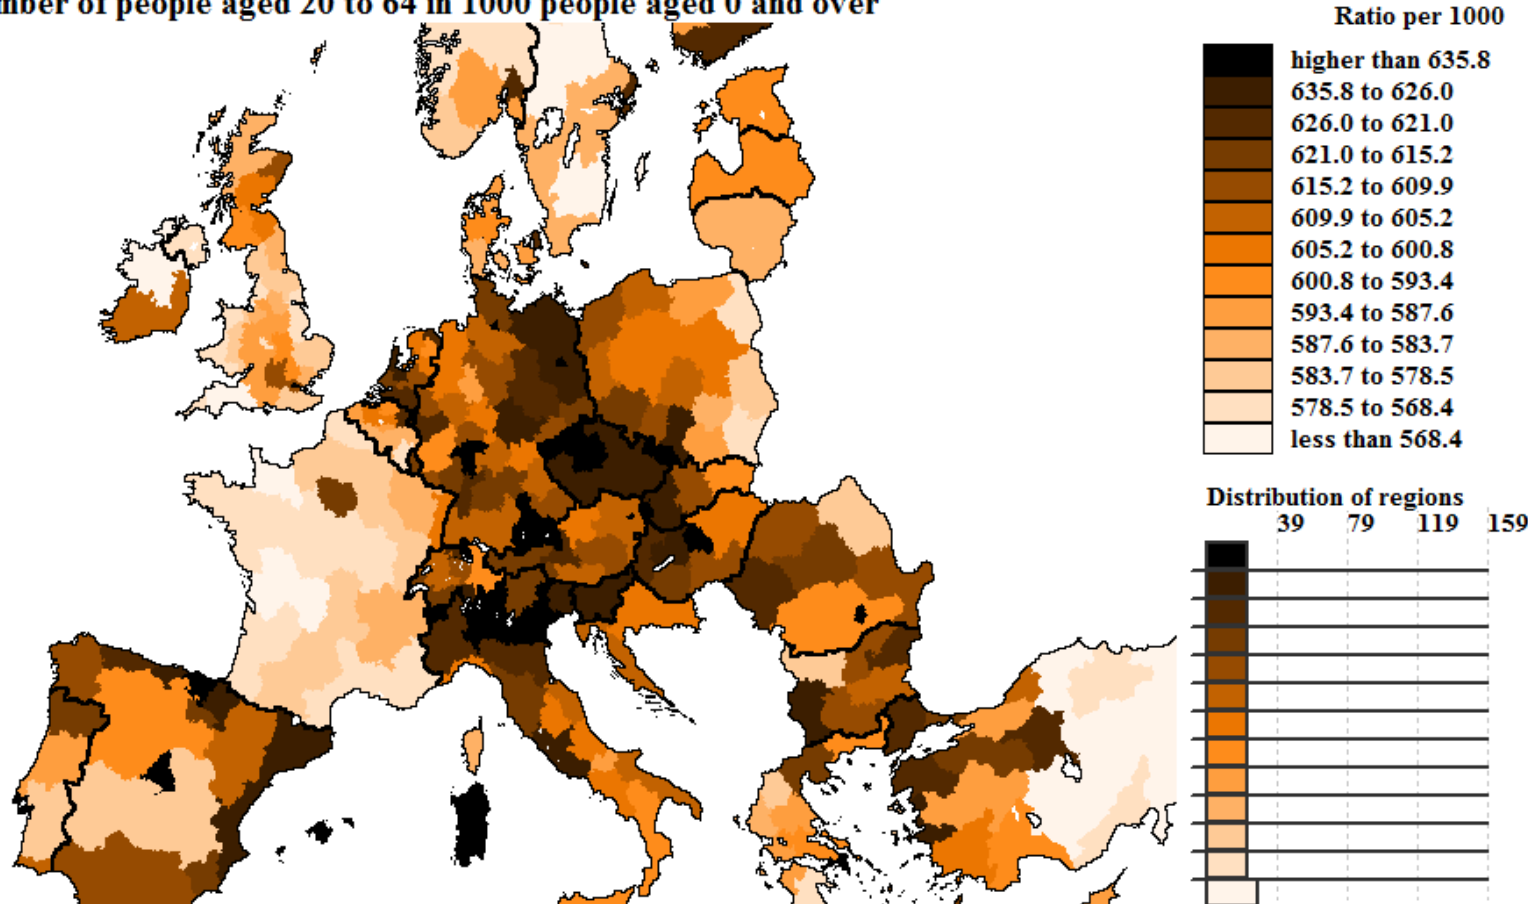 mber of people aged 20 to 64 in 1000 people aged 0 and over
Ratio per 1000
higher than 635.8
635.8 to 626.0
626.0 to 621.0
621.0 to 615.2
615.2 to 609.9
609.9 to 605.2
605.2 to 600.8
600.8 to 593.4
593.4 to 587.6
587.6 to 583.7
583.7 to 578.5
578.5 to 568.4
less than 568.4
Distribution of regions
39 79 119 159